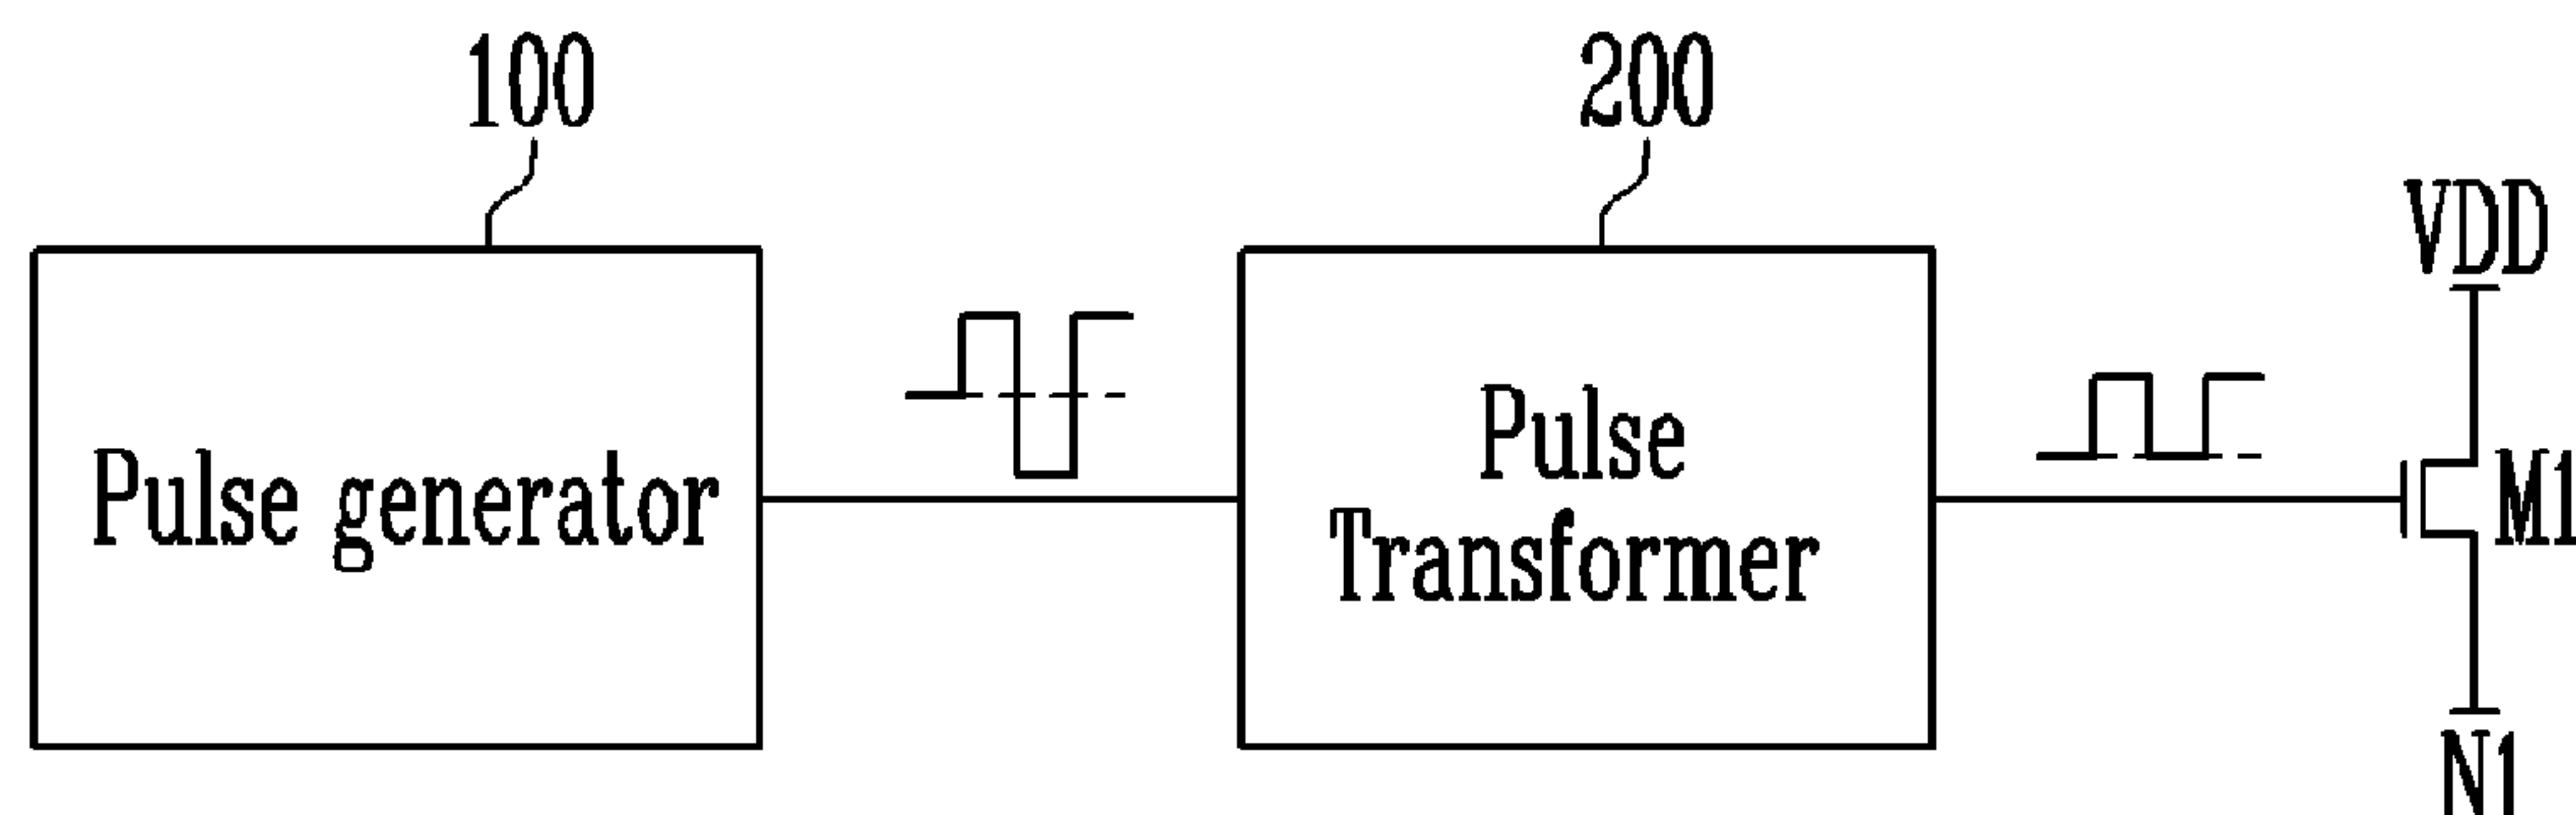 100
200
VDD
Pulse generator
Pulse
Transformer
M1
N1